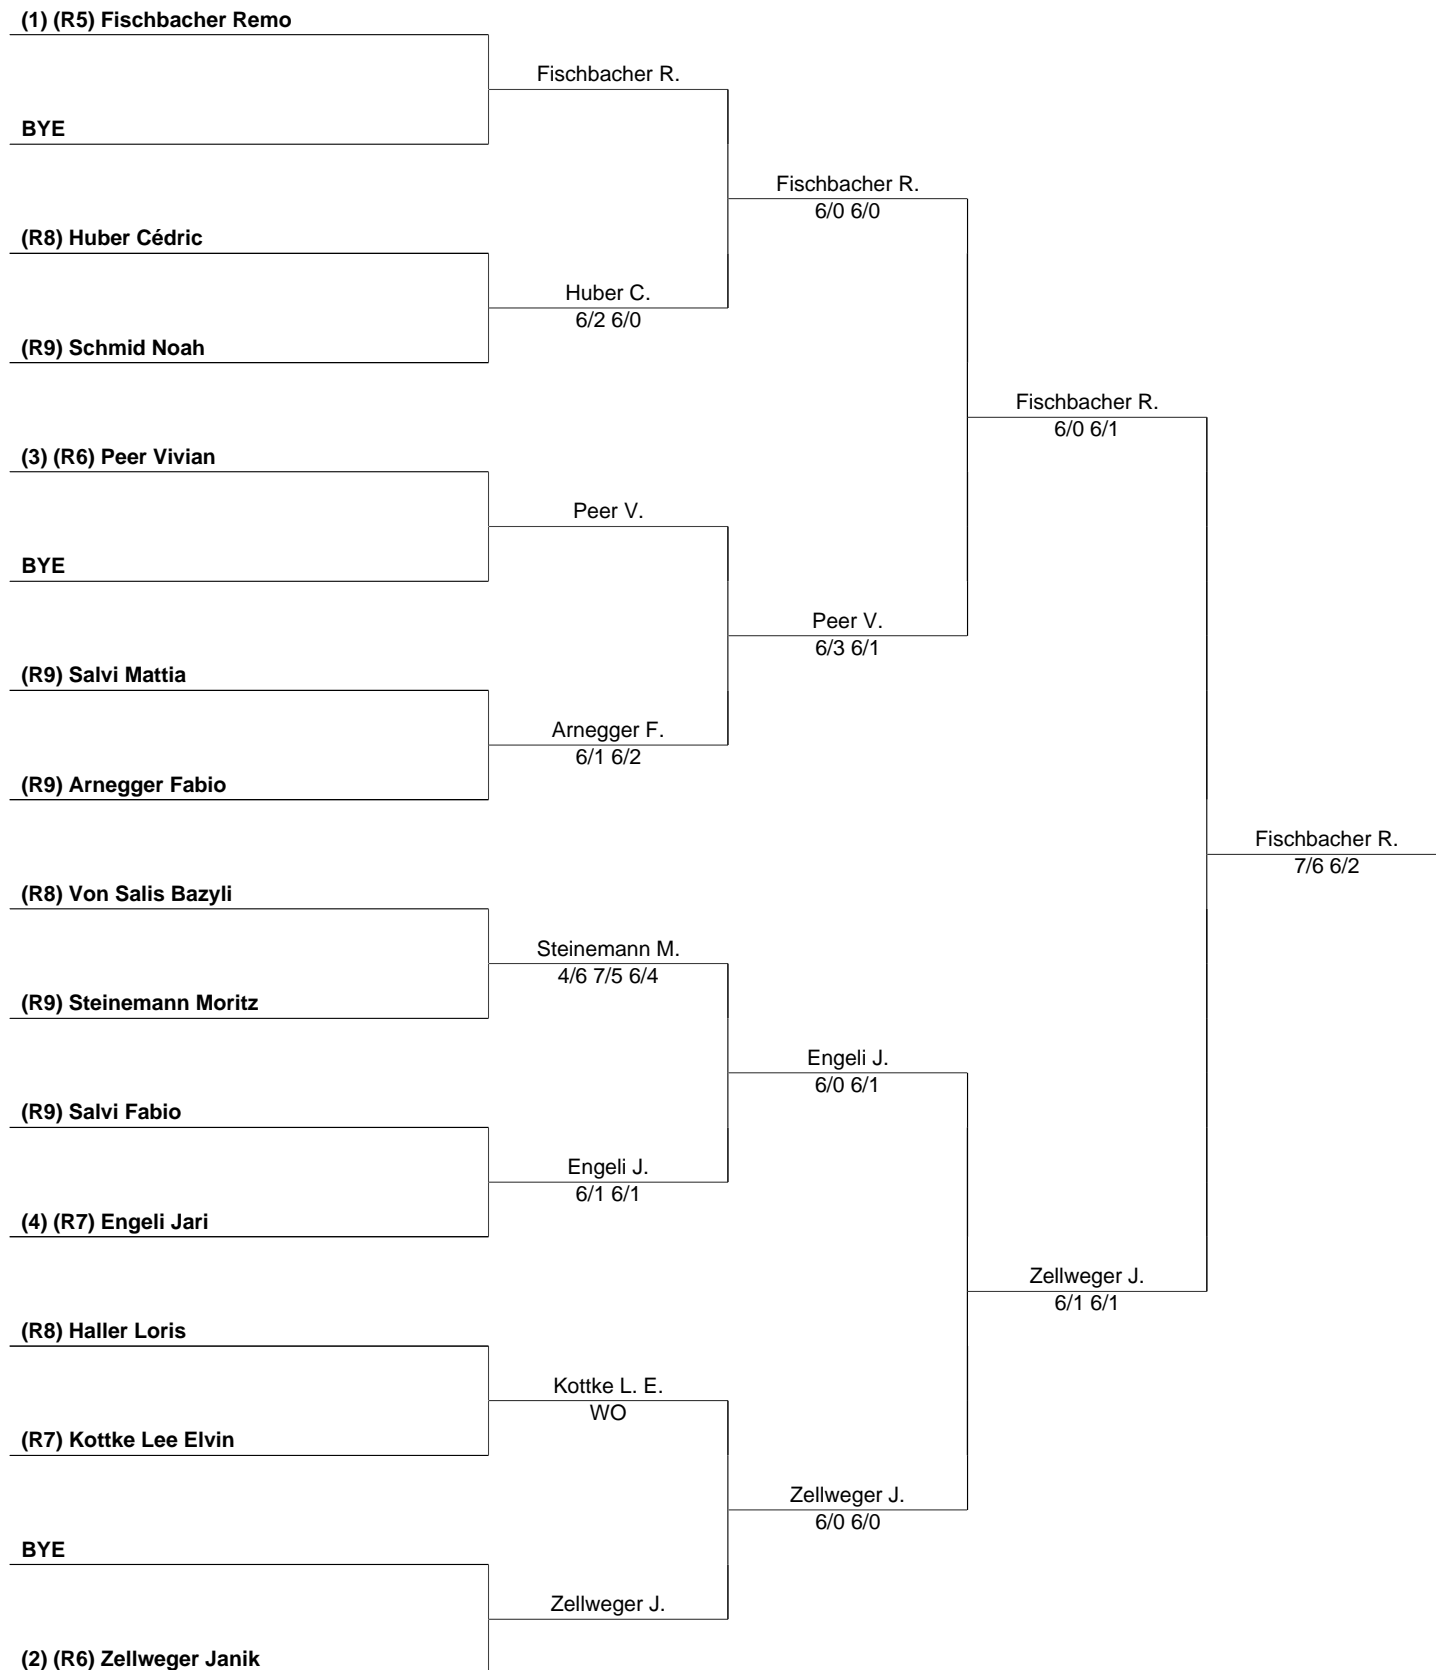 (1) (R5) Fischbacher Remo
Fischbacher R.
BYE
Fischbacher R.
6/0 6/0
(R8) Huber Cédric
Huber C.
6/2 6/0
(R9) Schmid Noah
Fischbacher R.
6/0 6/1
(3) (R6) Peer Vivian
Peer V.
BYE
Peer V.
6/3 6/1
(R9) Salvi Mattia
Arnegger F.
6/1 6/2
(R9) Arnegger Fabio
Fischbacher R.
7/6 6/2
(R8) Von Salis Bazyli
Steinemann M.
4/6 7/5 6/4
(R9) Steinemann Moritz
Engeli J.
6/0 6/1
(R9) Salvi Fabio
Engeli J.
6/1 6/1
(4) (R7) Engeli Jari
Zellweger J.
6/1 6/1
(R8) Haller Loris
Kottke L. E.
WO
(R7) Kottke Lee Elvin
Zellweger J.
6/0 6/0
BYE
Zellweger J.
(2) (R6) Zellweger Janik